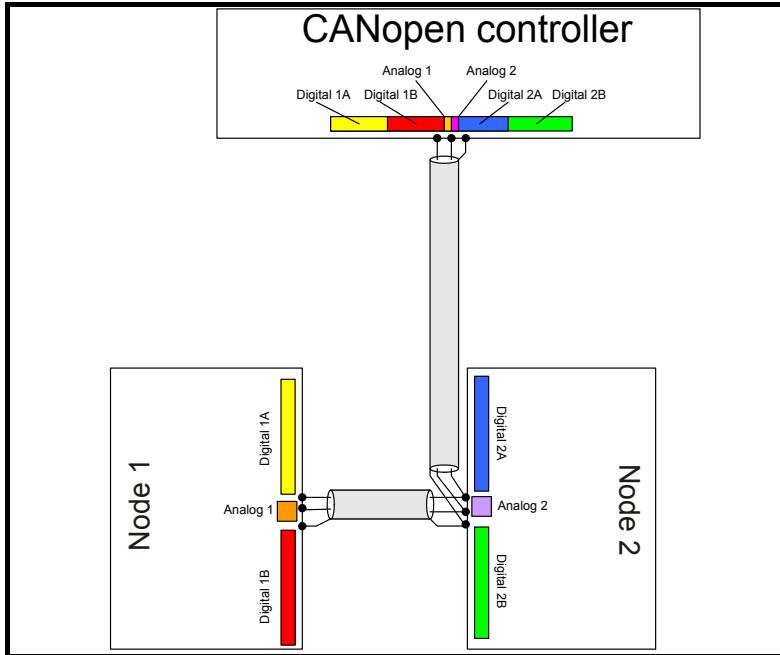 CANopen controller
Analog 1
Analog 2
Digital 1A
Digital 1B
Digital 2A
Digital 2B
Node 1
Digital 1A
Analog 1
Digital 1B
Digital 2A
Analog 2
Digital 2B
Node 2